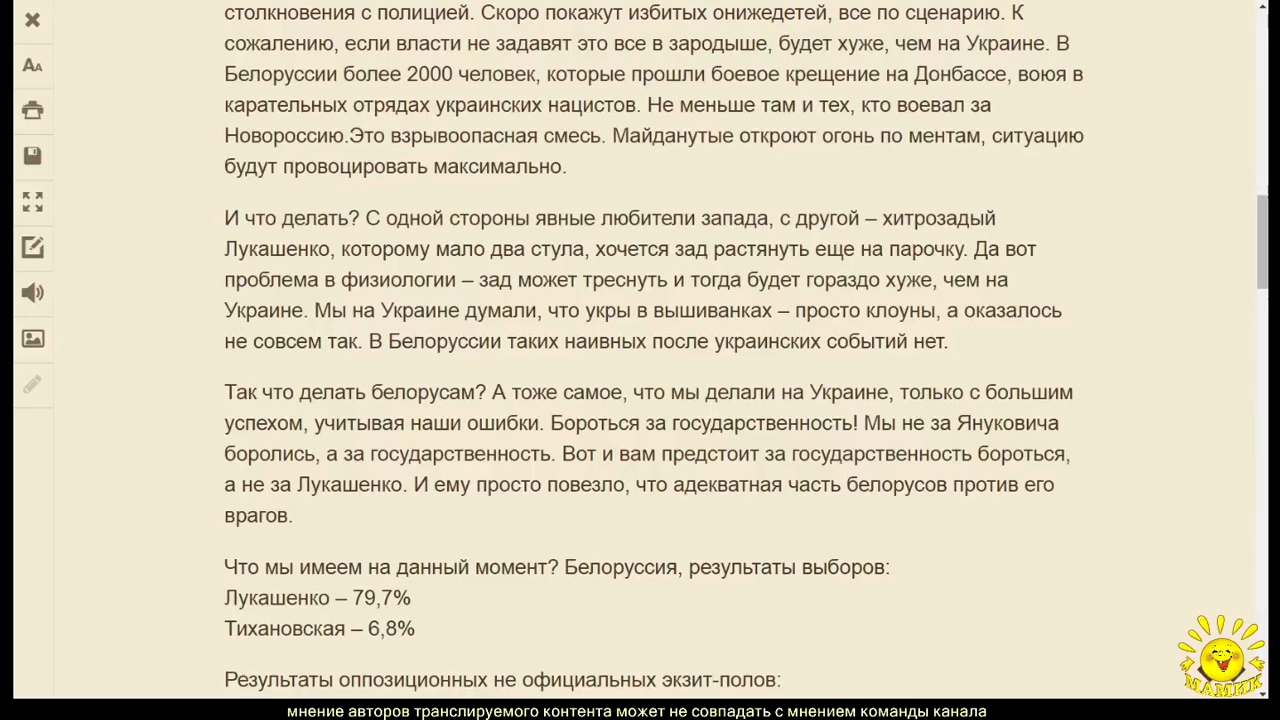 столкновения с полицией. Скоро покажут избитых онижедетей, все по сценарию. К
сожалению, если власти не задавят это все в зародыше, будет хуже, чем на Украине. В
Белоруссии более 2000 человек, которые прошли боевое крещение на Донбассе, воюя в
карательных отрядах украинских нацистов. Не меньше там и тех, кто воевал за
Новороссию.Это взрывоопасная смесь. Майданутые откроют огонь по ментам, ситуацию
будут провоцировать максимально.
И что делать? С одной стороны явные любители запада, с другой – хитрозадый
Лукашенко, которому мало два стула, хочется зад растянуть еще на парочку. Да вот
проблема в физиологии – зад может треснуть и тогда будет гораздо хуже, чем на
Украине. Мы на Украине думали, что укры в вышиванках – просто клоуны, а оказалось
не совсем так. В Белоруссии таких наивных после украинских событий нет.
Так что делать белорусам? А тоже самое, что мы делали на Украине, только с большим
успехом, учитывая наши ошибки. Бороться за государственность! Мы не за Януковича
боролись, а за государственность. Вот и вам предстоит за государственность бороться,
а не за Лукашенко. И ему просто повезло, что адекватная часть белорусов против его
врагов.
Что мы имеем на данный момент? Белоруссия, результаты выборов:
Лукашенко – 79,7%
Тихановская – 6,8%
Результаты оппозиционных не официальных экзит-полов:
МАМИК
мнение авторов транслируемого контента может не совпадать с мнением команды канала